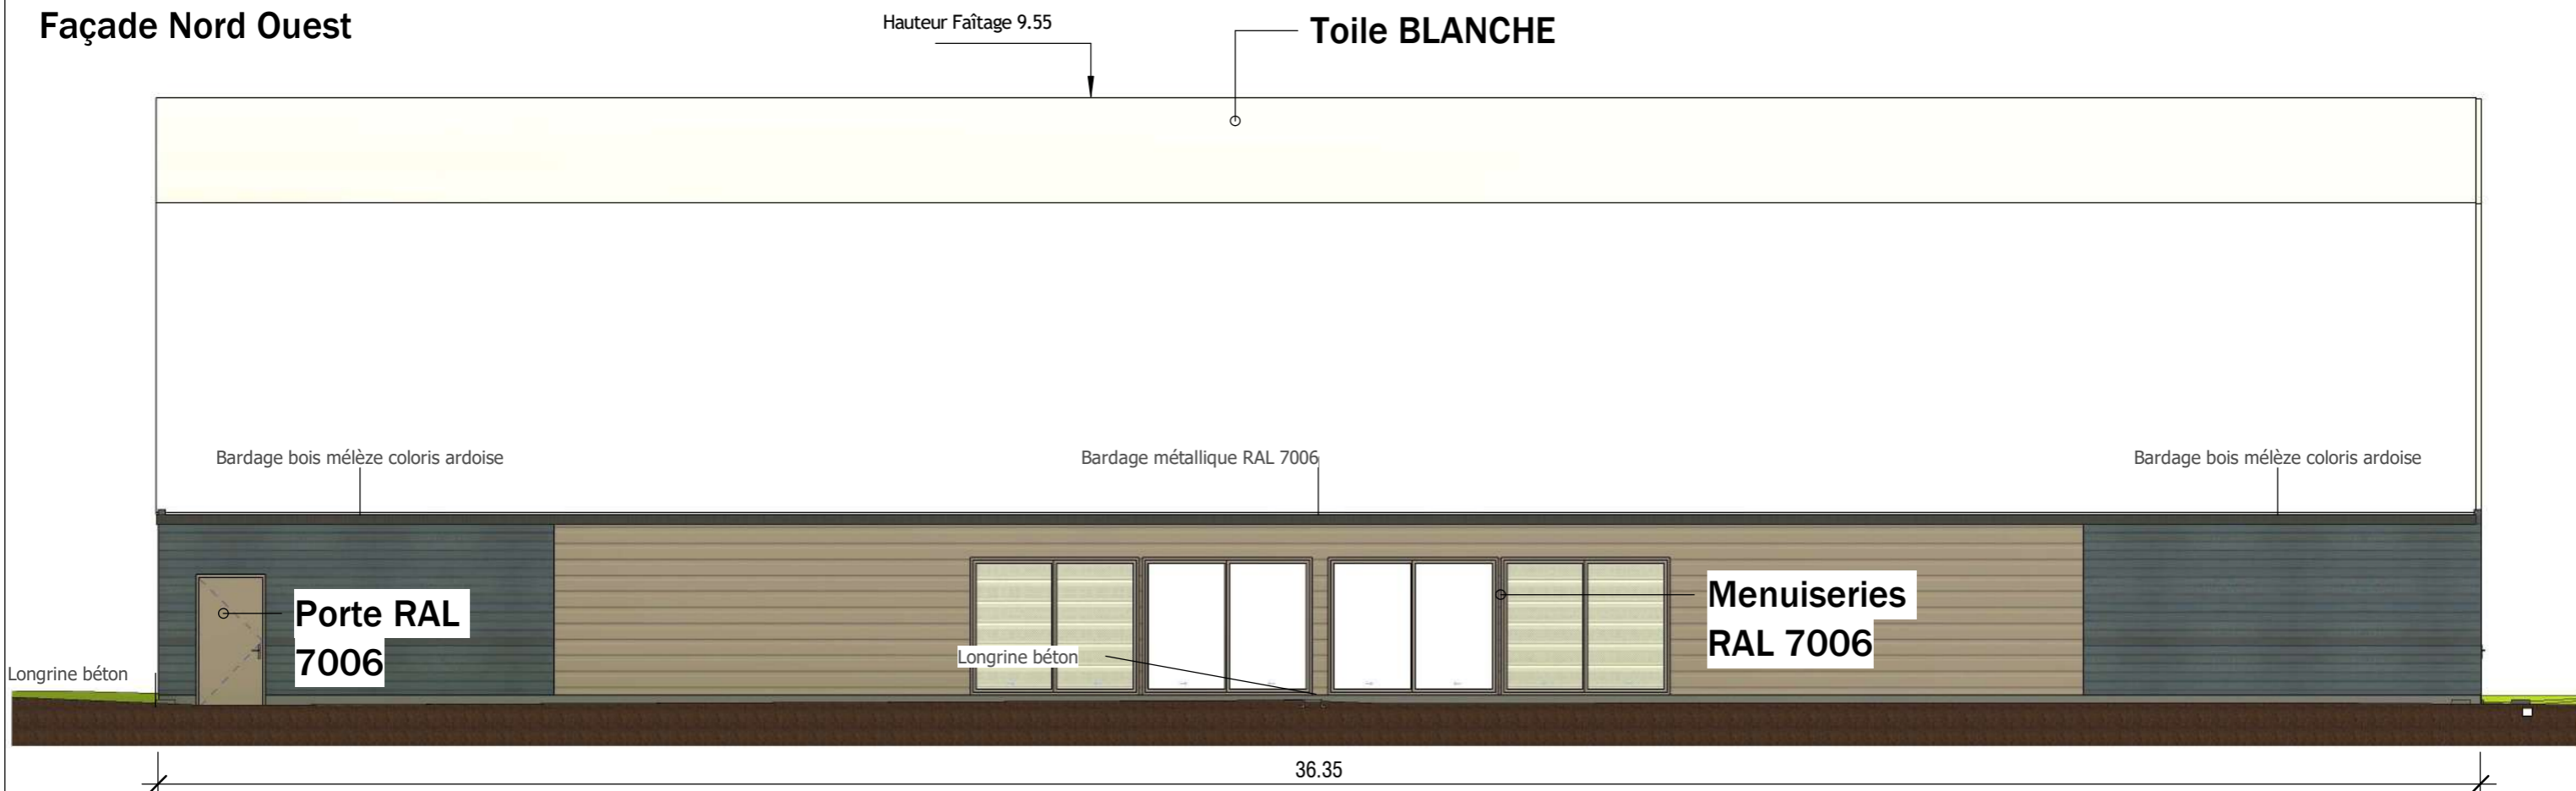 Façade Nord Ouest
Hauteur Faîtage 9.55
Toile BLANCHE
Bardage bois mélèze coloris ardoise
Bardage métallique RAL 7006
Bardage bois mélèze coloris ardoise
Porte RAL
7006
Menuiseries
RAL 7006
Longrine béton
Longrine béton
36.35